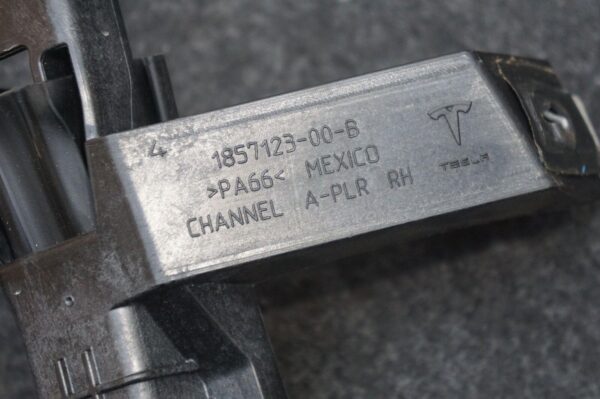 4
1857123-00-B
>PA66< MEXICO
CHANNEL A-PLR RH
TESLA